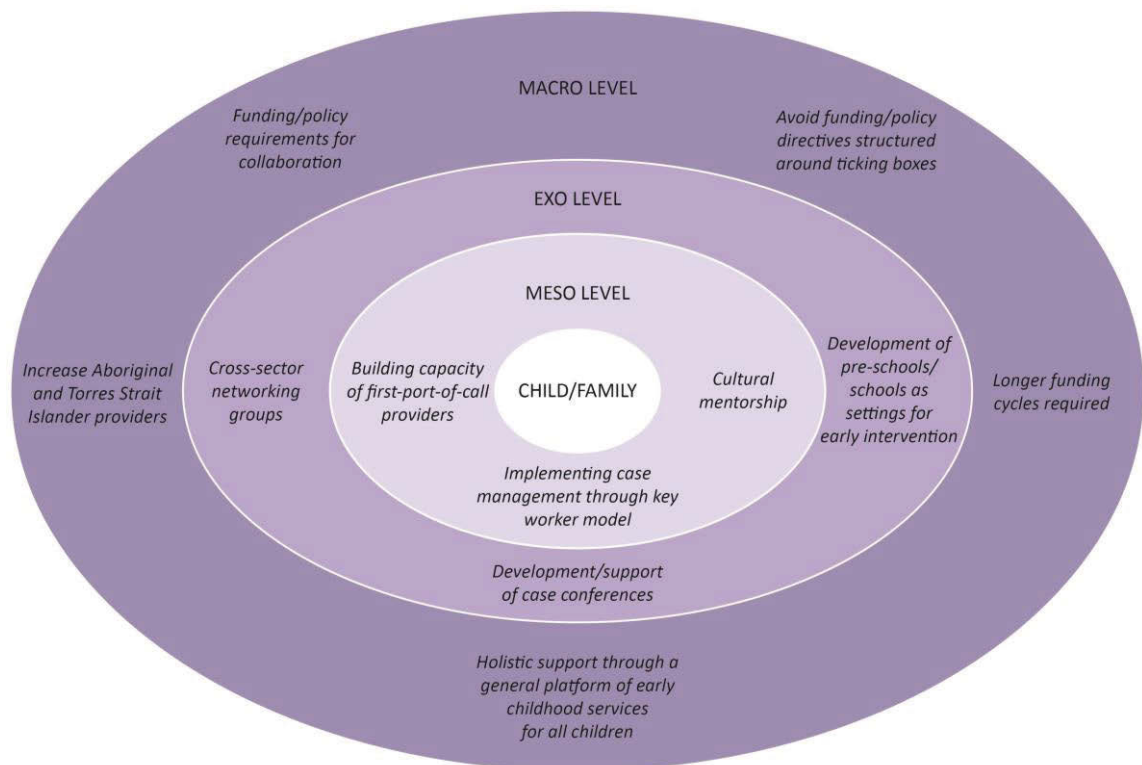 MACRO LEVEL
Funding/policy
requirements for
collaboration
Avoid funding/policy
directives structured
around ticking boxes
EXO LEVEL
MESO LEVEL
Increase Aboriginal
and Torres Strait
Islander providers
Cross-sector
networking
groups
Building capacity
of first-port-of-call
providers
CHILD/FAMILY
Cultural
mentorship
Development of
pre-schools/
schools as
settings for
early intervention
Longer funding
cycles required
Implementing case
management through key
worker model
Development/support
of case conferences
Holistic support through a
general platform of early
childhood services
for all children